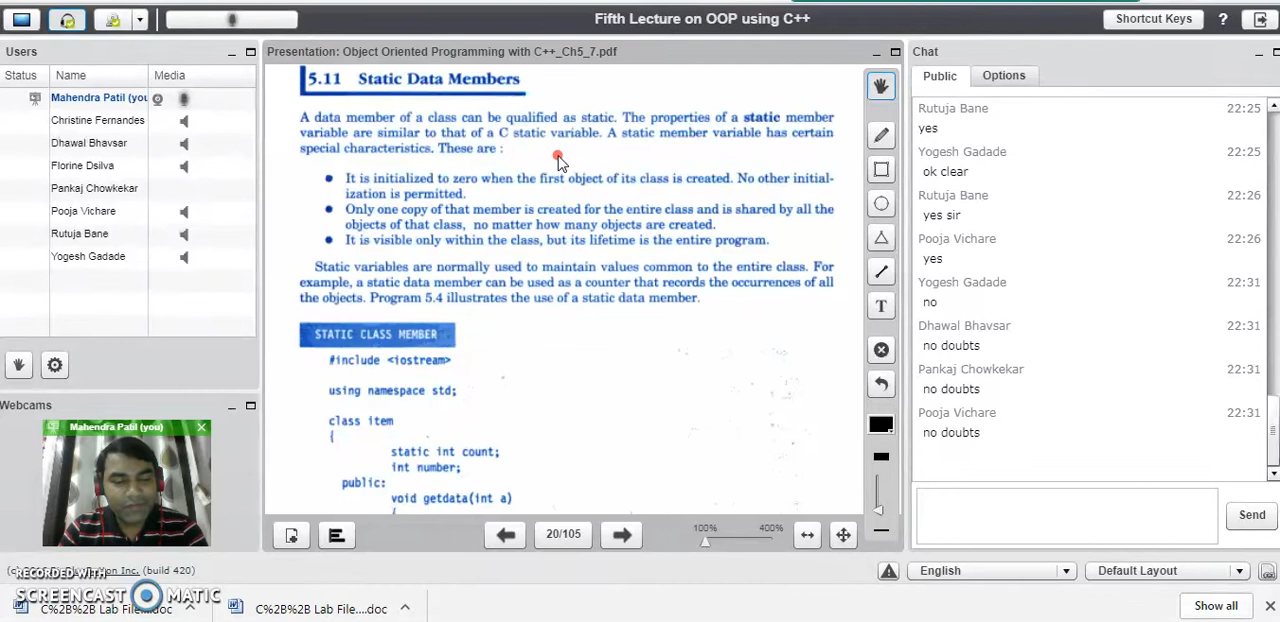 Fifth Lecture on OOP using C++
Shortcut Keys
?
Users
Status Name Media
Mahendra Patil (you
Christine Fernandes
Dhawal Bhavsar
Florine Dsilva
Pankaj Chowkekar
Pooja Vichare
Rutuja Bane
Yogesh Gadade
Webcams
Mahendra Patil (you)
Presentation: Object Oriented Programming with C++_Ch5_7.pdf
5.11 Static Data Members
A data member of a class can be qualified as static. The properties of a static member
variable are similar to that of a C static variable. A static member variable has certain
special characteristics. These are :
• It is initialized to zero when the first object of its class is created. No other initial-
ization is permitted.
• Only one copy of that member is created for the entire class and is shared by all the
objects of that class, no matter how many objects are created.
• It is visible only within the class, but its lifetime is the entire program.
Static variables are normally used to maintain values common to the entire class. For
example, a static data member can be used as a counter that records the occurrences of all
the objects. Program 5.4 illustrates the use of a static data member.
STATIC CLASS MEMBER
#include <iostream>
using namespace std;
class item
{
static int count;
int number;
public:
void getdata(int a)
{
T
20/105
100%
400%
Chat
Public Options
Rutuja Bane 22:25
yes
Yogesh Gadade 22:25
ok clear
Rutuja Bane 22:26
yes sir
Pooja Vichare 22:26
yes
Yogesh Gadade 22:31
no
Dhawal Bhavsar 22:31
no doubts
Pankaj Chowkekar 22:31
no doubts
Pooja Vichare 22:31
no doubts
Send
(build 420)
English
Default Layout
RECORDED WITH
SCREENCAST MATIC
C%2B%2B Lab File....doc
C%2B%2B Lab File....doc
Show all